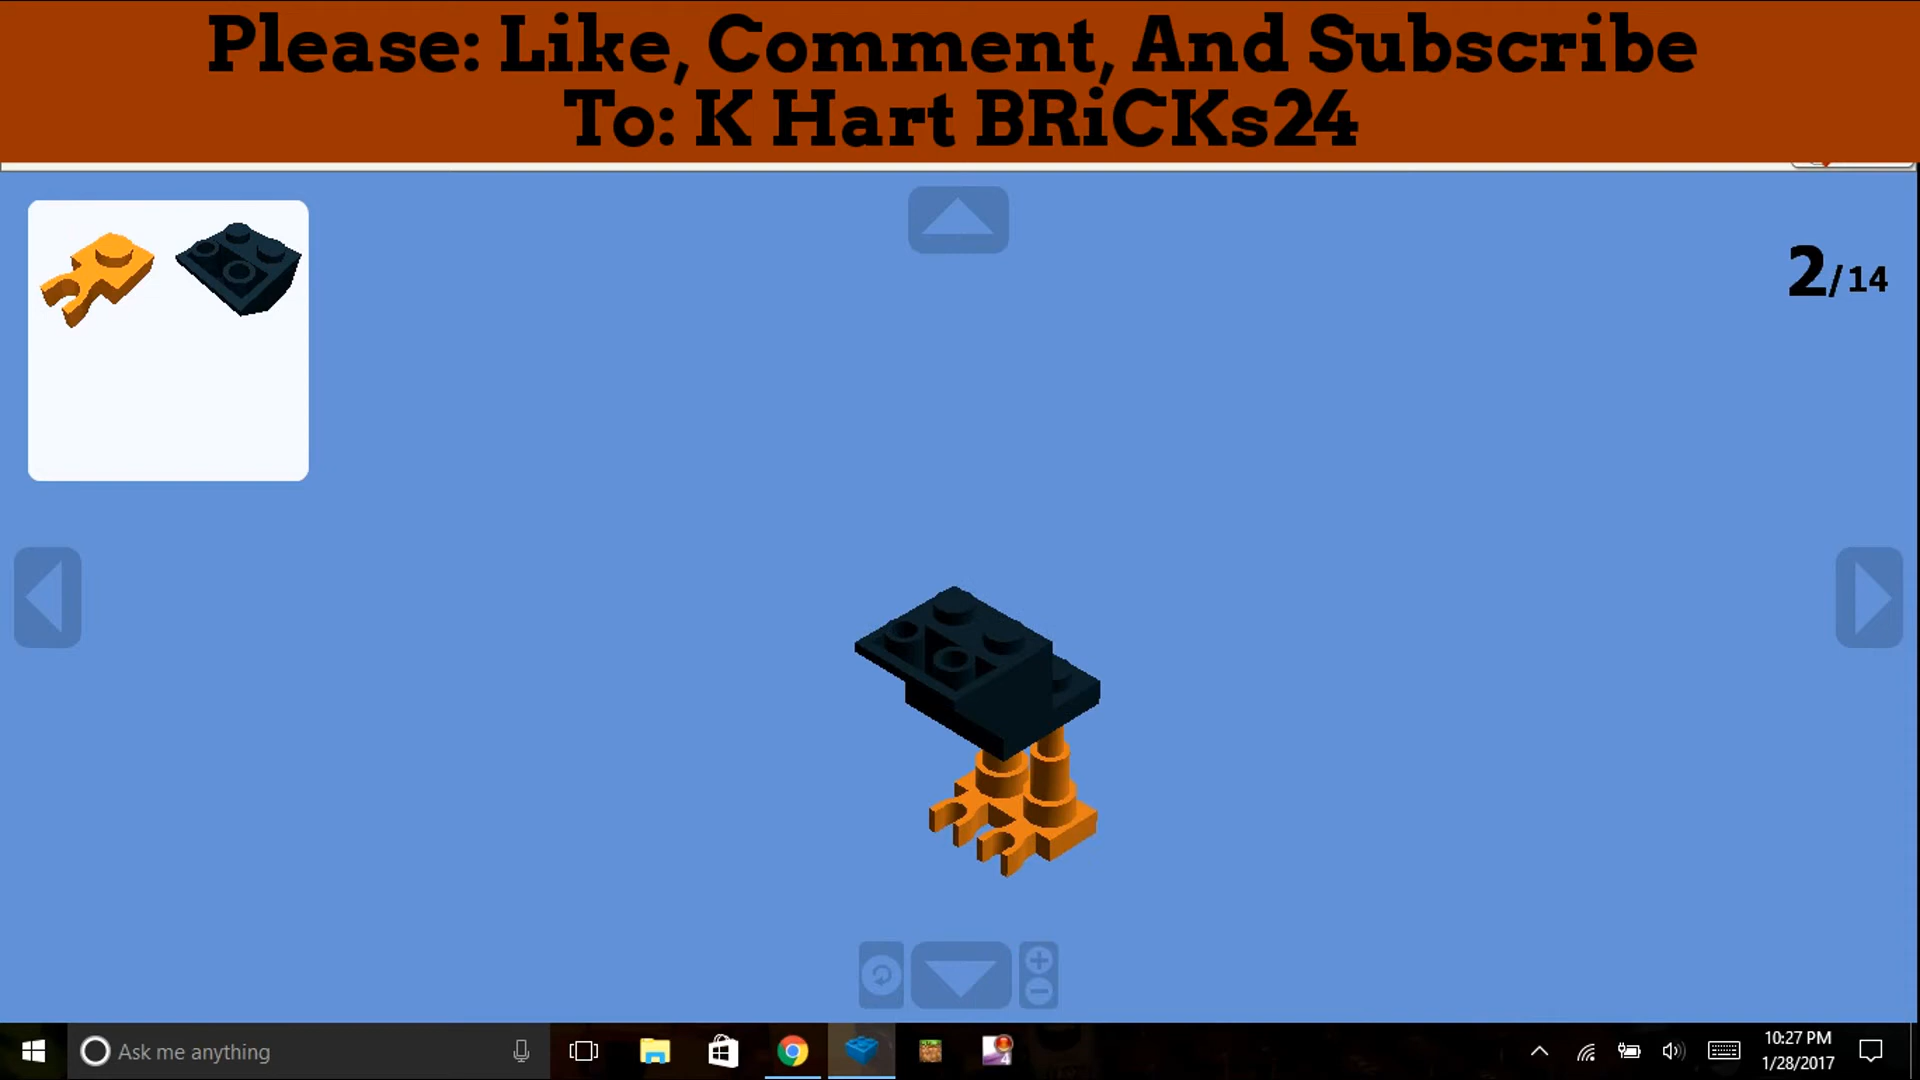 Please: Like, Comment, And Subscribe
To: K Hart BRiCKs24
2/14
Ask me anything
4
10:27 PM
1/28/2017